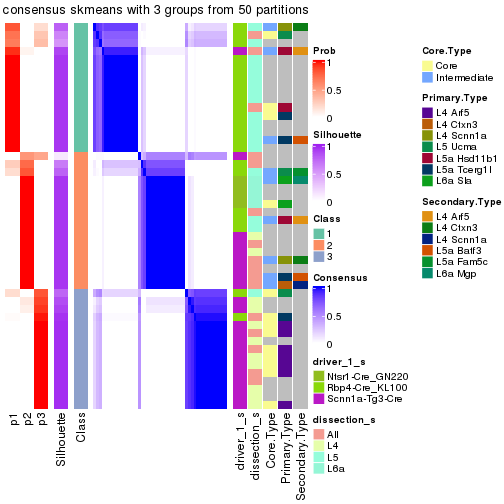 consensus skmeans with 3 groups from 50 partitions
p1
p2
p3
Silhouette
Class
driver_1_s
dissection_s
Core.Type
Primary.Type
Secondary.Type
Prob
1
0.5
0
Silhouette
1
0.5
0
Class
1
2
3
Consensus
1
0.5
0
driver_1_s
Ntsr1-Cre_GN220
Rbp4-Cre_KL100
Scnn1a-Tg3-Cre
dissection_s
All
L4
L5
L6a
Core.Type
Core
Intermediate
Primary.Type
L4 Arf5
L4 Ctxn3
L4 Scnn1a
L5 Ucma
L5a Hsd11b1
L5a Tcerg1l
L6a Sla
Secondary.Type
L4 Arf5
L4 Ctxn3
L4 Scnn1a
L5a Batf3
L5a Fam5c
L6a Mgp